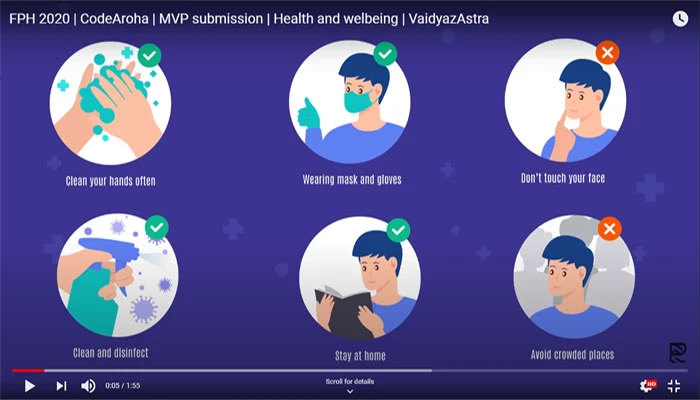 FPH 2020 | CodeAroha | MVP submission | Health and welbeing | VaidyazAstra
Clean your hands often
Wearing mask and gloves
Don't touch your face
Clean and disinfect
Stay at home
Avoid crowded places
0:05 / 1:55
Scroll for details
HD